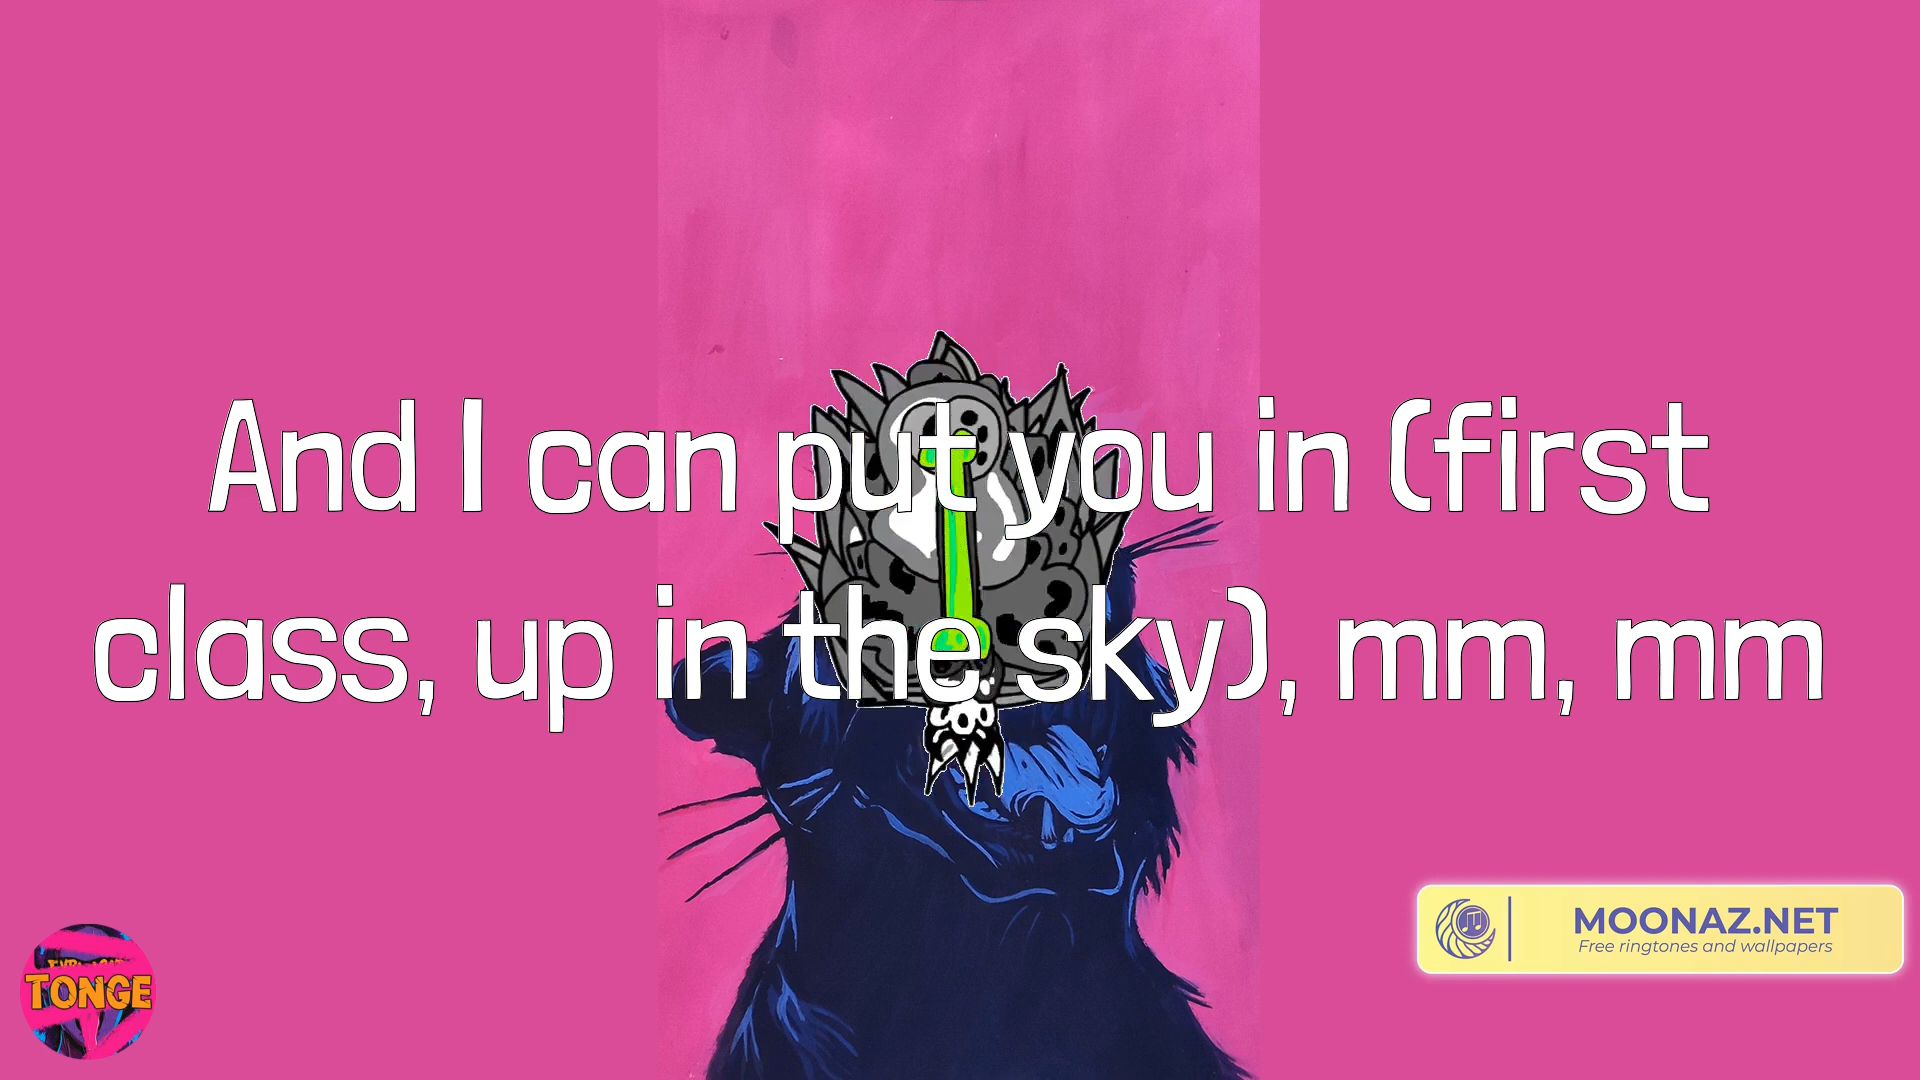 And I can put you in (first
class, up in the sky), mm, mm
MOONAZ.NET
Free ringtones and wallpapers
TONGE